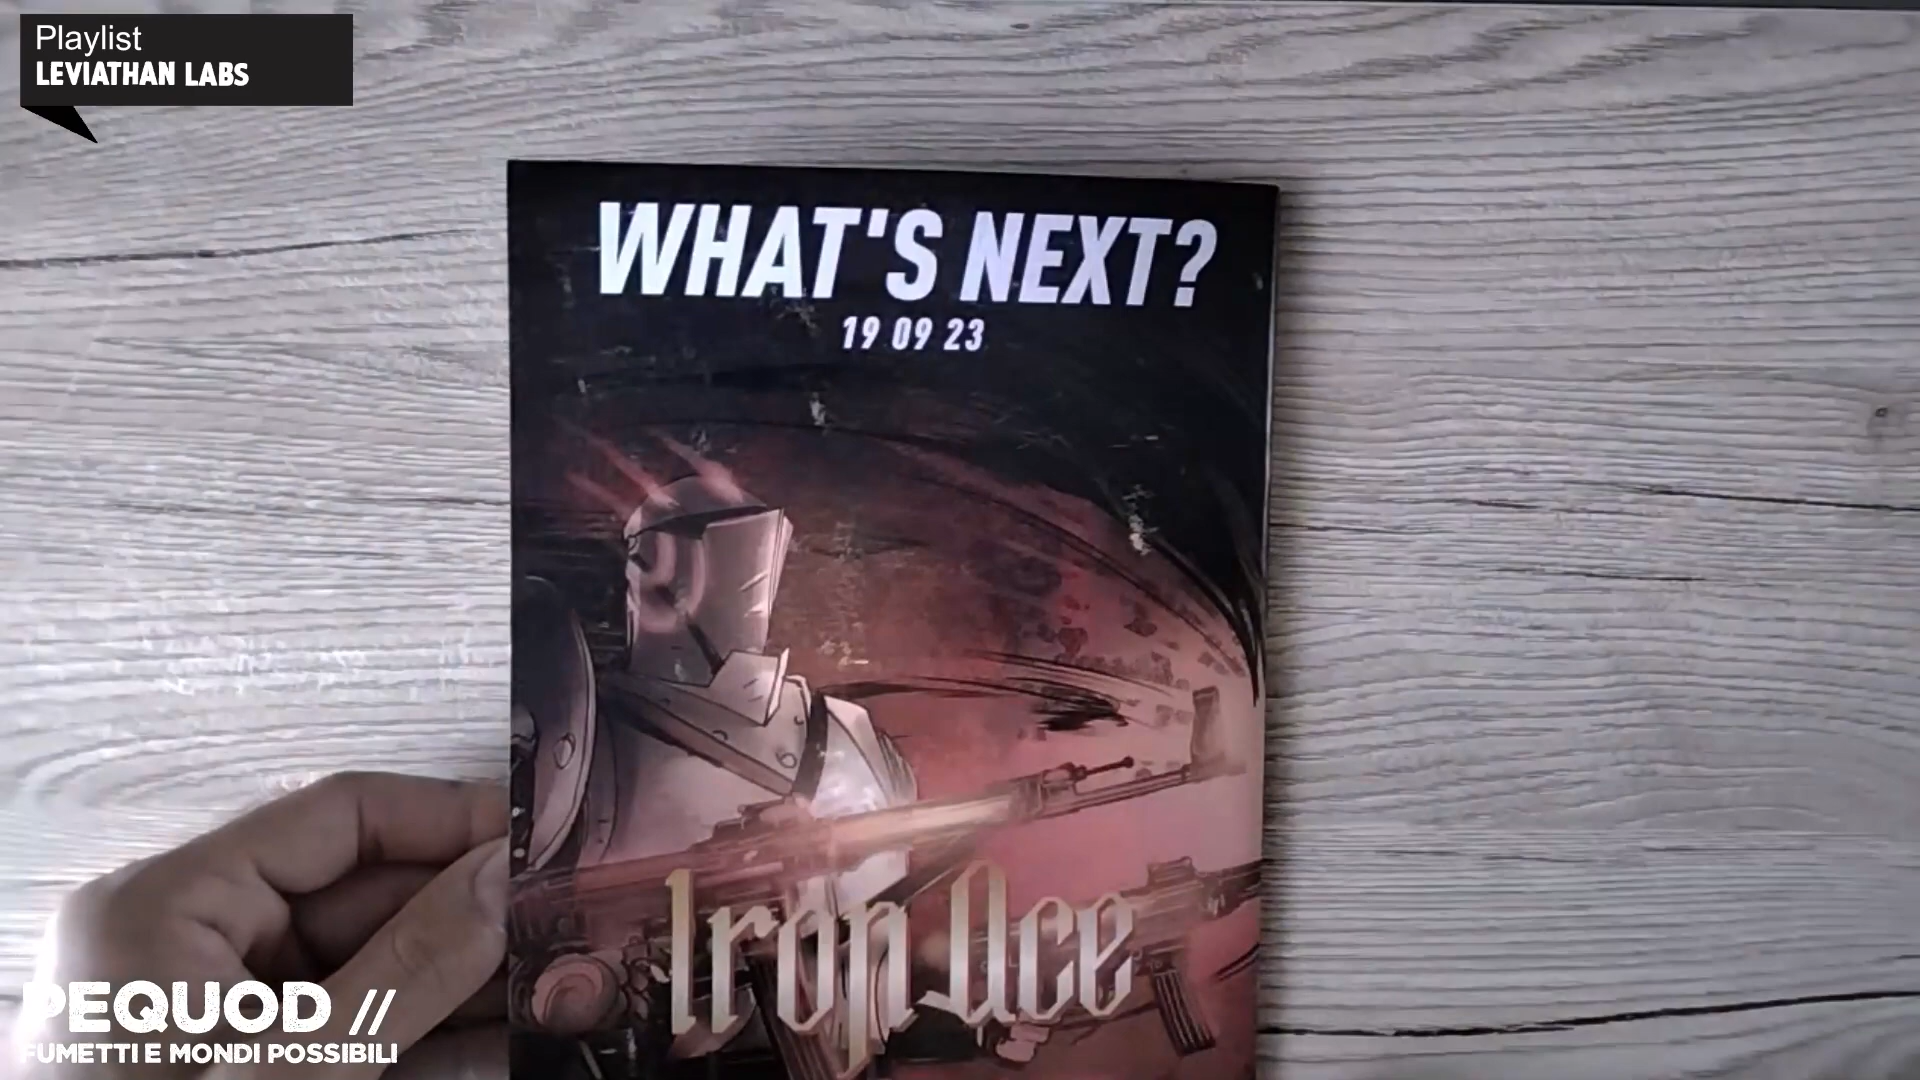 Playlist
LEVIATHAN LABS
WHAT'S NEXT?
19 09 23
Iron Ace
PEQUOD //
FUMETTI E MONDI POSSIBILI